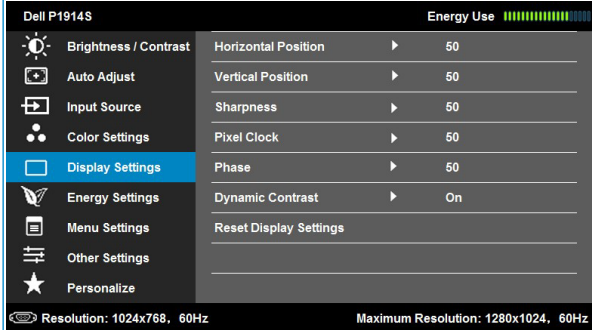 Dell P1914S Energy Use
Brightness / Contrast Horizontal Position 50
Auto Adjust Vertical Position 50
Input Source Sharpness 50
Color Settings Pixel Clock 50
Display Settings Phase 50
Energy Settings Dynamic Contrast On
Menu Settings Reset Display Settings
Other Settings
Personalize
Resolution: 1024x768, 60Hz Maximum Resolution: 1280x1024, 60Hz